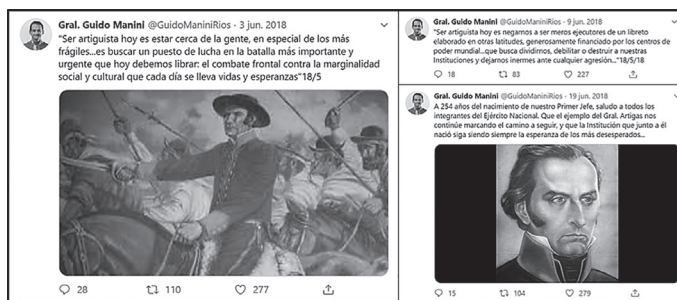 Gral. Guido Manini @GuidoManiniRios · 3 jun. 2018
"Ser artiguista hoy es estar cerca de la gente, en especial de los más
frágiles...es buscar un puesto de lucha en la batalla más importante y
urgente que hoy debemos librar: el combate frontal contra la marginalidad
social y cultural que cada día se lleva vidas y esperanzas"18/5
28 110 277
Gral. Guido Manini @GuidoManiniRios · 9 jun. 2018
"Ser artiguista hoy es negarnos a ser meros ejecutores de un libreto
elaborado en otras latitudes, generosamente financiado por los centros de
poder mundial...que busca dividirnos, debilitar o destruir a nuestras
Instituciones y dejarnos inermes ante cualquier agresión..."18/5/18
18 83 227
Gral. Guido Manini @GuidoManiniRios · 19 jun. 2018
A 254 años del nacimiento de nuestro Primer Jefe, saludo a todos los
integrantes del Ejército Nacional. Que el ejemplo del Gral. Artigas nos
continúe marcando el camino a seguir, y que la Institución que junto a él
nació siga siendo siempre la esperanza de los más desesperados...
15 104 279